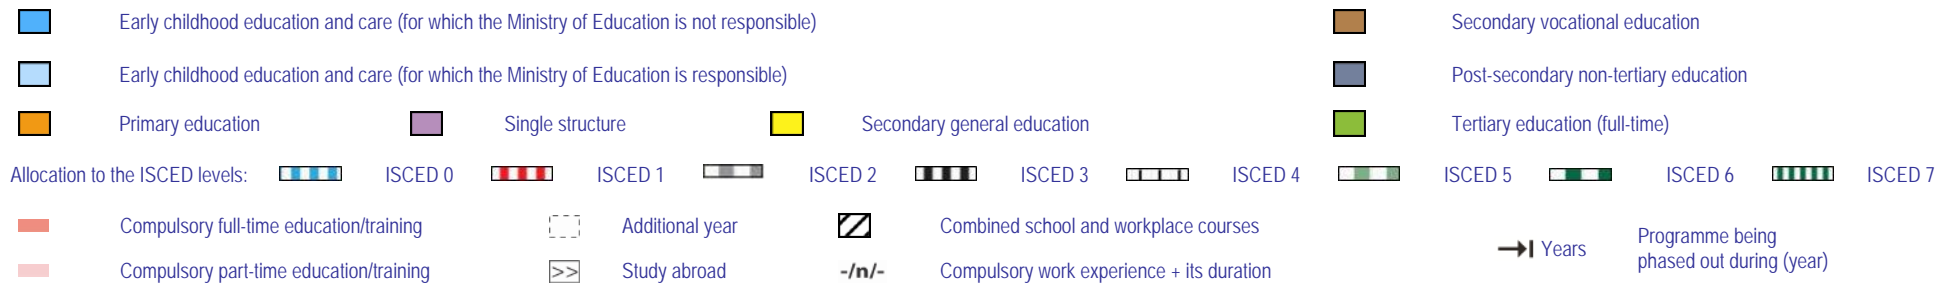 Early childhood education and care (for which the Ministry of Education is not responsible)
Secondary vocational education
Early childhood education and care (for which the Ministry of Education is responsible)
Post-secondary non-tertiary education
Primary education
Single structure
Secondary general education
Tertiary education (full-time)
Allocation to the ISCED levels: ISCED 0 ISCED 1 ISCED 2 ISCED 3 ISCED 4 ISCED 5 ISCED 6 ISCED 7
Compulsory full-time education/training
Additional year
Combined school and workplace courses
Years
Programme being
phased out during (year)
Compulsory part-time education/training
>> Study abroad
-/n/- Compulsory work experience + its duration